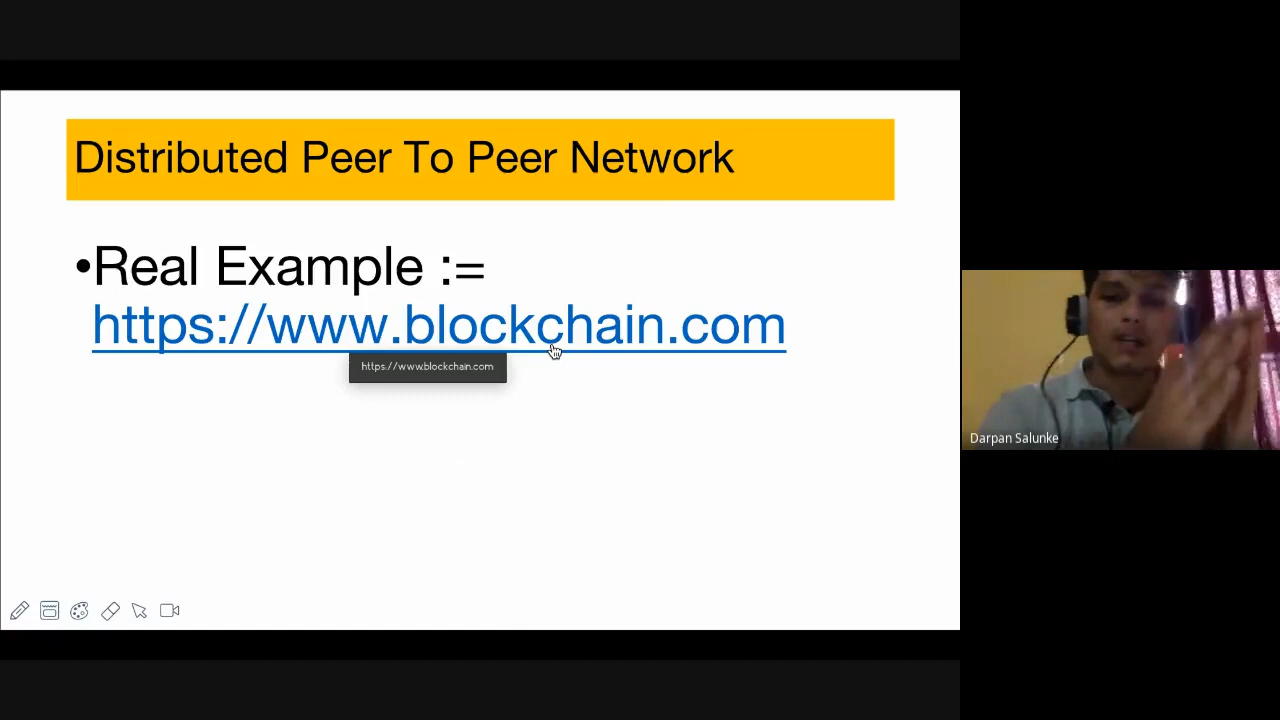 Distributed Peer To Peer Network
•Real Example :=
https://www.blockchain.com
https://www.blockchain.com
Darpan Salunke